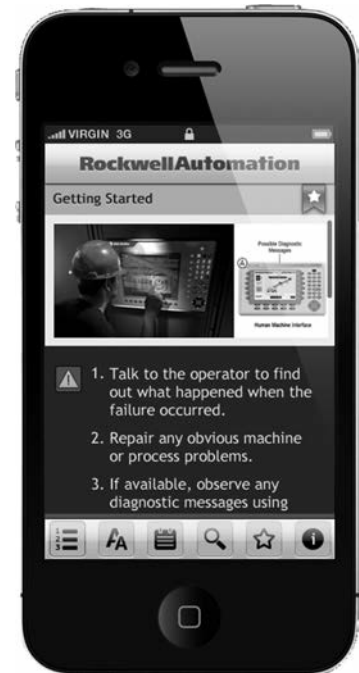 VIRGIN 3G
RockwellAutomation
Getting Started
Possible Diagnostic
Messages
A
Human Machine Interface
1. Talk to the operator to find
out what happened when the
failure occurred.
2. Repair any obvious machine
or process problems.
3. If available, observe any
diagnostic messages using
AA